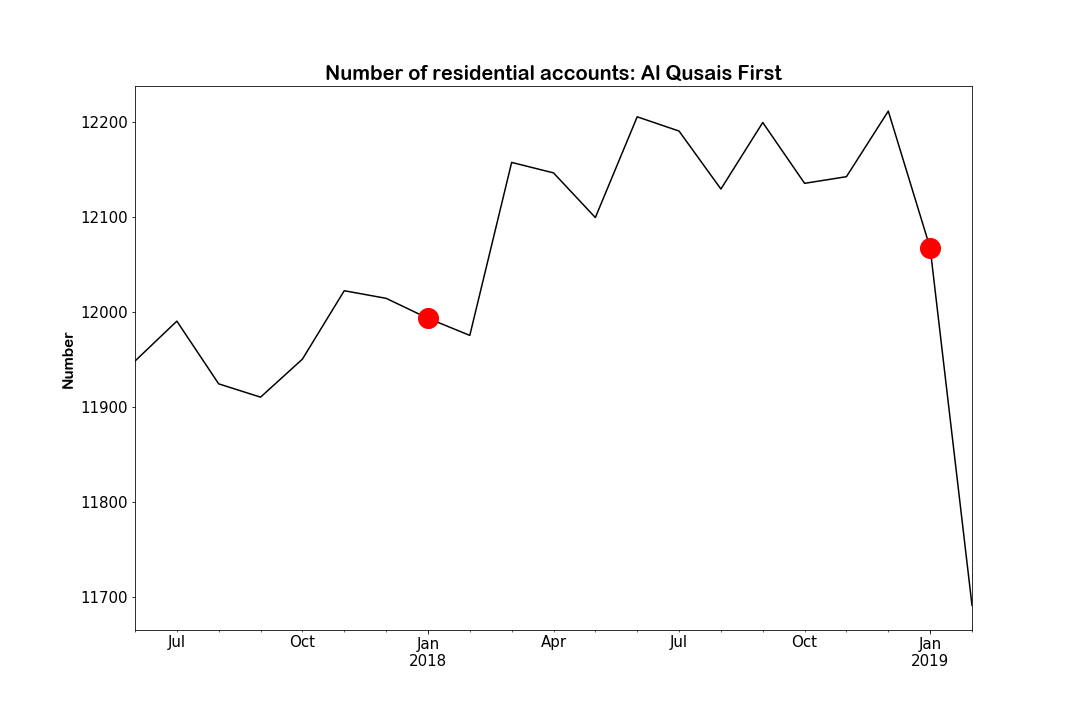 Number of residential accounts: Al Qusais First
Number
12200
12100
12000
11900
11800
11700
Jul
Oct
Jan
2018
Apr
Jul
Oct
Jan
2019